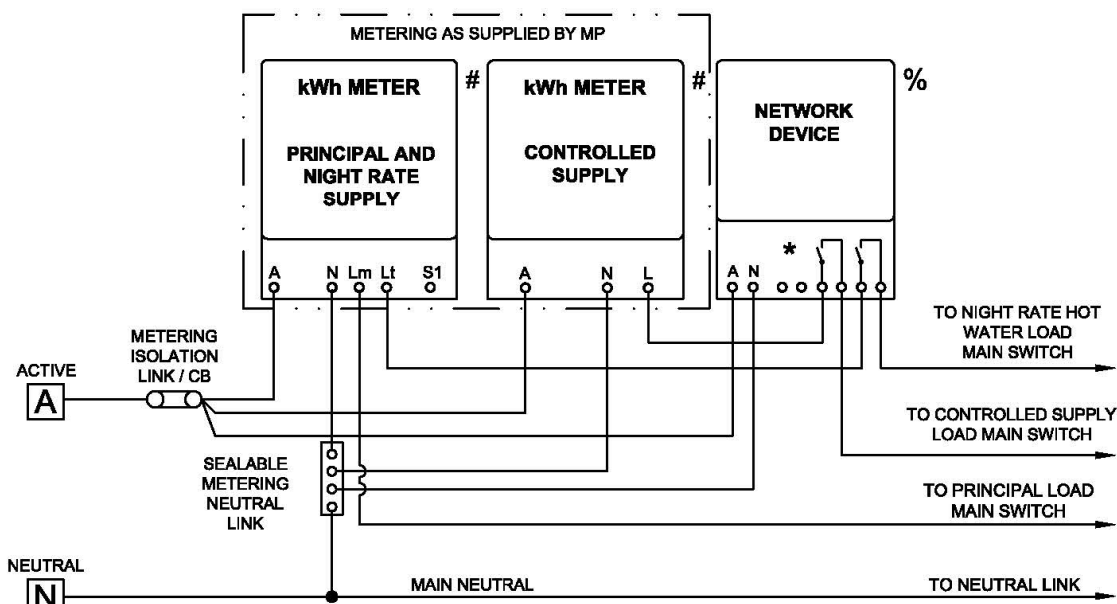 METERING AS SUPPLIED BY MP
kWh METER
PRINCIPAL AND
NIGHT RATE
SUPPLY
#
kWh METER
CONTROLLED
SUPPLY
#
NETWORK
DEVICE
%
A N Lm Lt S1
A N L
A N *
METERING
ISOLATION
LINK / CB
ACTIVE
A
TO NIGHT RATE HOT
WATER LOAD
MAIN SWITCH
TO CONTROLLED SUPPLY
LOAD MAIN SWITCH
SEALABLE
METERING
NEUTRAL
LINK
TO PRINCIPAL LOAD
MAIN SWITCH
NEUTRAL
N
MAIN NEUTRAL
TO NEUTRAL LINK